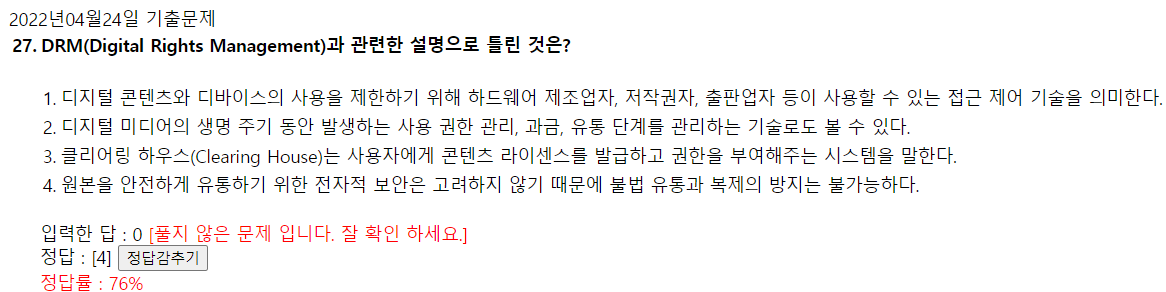 2022년04월24일 기출문제
27. DRM(Digital Rights Management)과 관련한 설명으로 틀린 것은?
1. 디지털 콘텐츠와 디바이스의 사용을 제한하기 위해 하드웨어 제조업자, 저작권자, 출판업자 등이 사용할 수 있는 접근 제어 기술을 의미한다.
2. 디지털 미디어의 생명 주기 동안 발생하는 사용 권한 관리, 과금, 유통 단계를 관리하는 기술로도 볼 수 있다.
3. 클리어링 하우스(Clearing House)는 사용자에게 콘텐츠 라이센스를 발급하고 권한을 부여해주는 시스템을 말한다.
4. 원본을 안전하게 유통하기 위한 전자적 보안은 고려하지 않기 때문에 불법 유통과 복제의 방지는 불가능하다.
입력한 답 : 0 [풀지 않은 문제 입니다. 잘 확인 하세요.]
정답 : [4] 정답감추기
정답률 : 76%